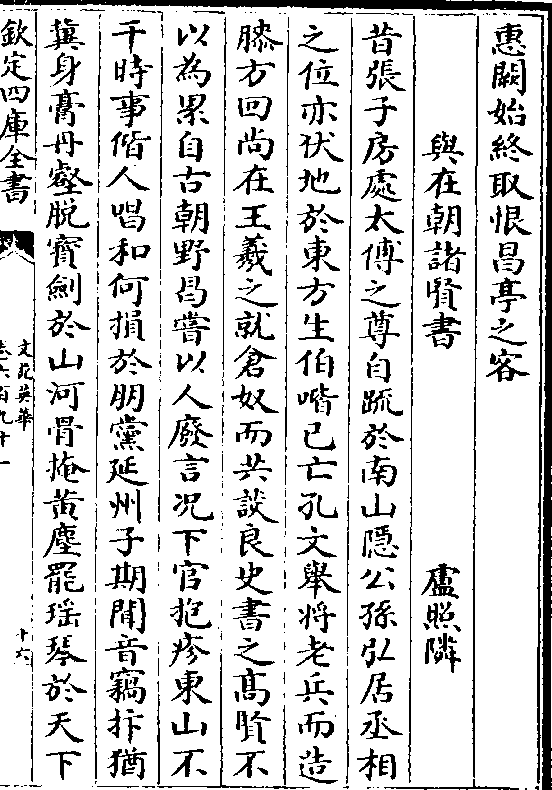 惠闕始終取恨昌亭之客
與在朝諸賢書　盧照隣
昔張子房處太傅之尊自疏於南山隱公孫弘居丞相
之位亦伏地於東方生伯喈已亡孔文舉將老兵而造
膝方回尚在王羲之就倉奴而共談良史書之髙賢不
以為累自古朝野曷嘗以人廢言况下官抱疹東山不
干時事偕人唱和何損於朋黨延州子期聞音竊抃猶
冀身膏丹壑脫寳劒於山河骨掩黄塵罷瑶琴於天下
欽定四庫全書
文苑英華
卷六百九十一
十六